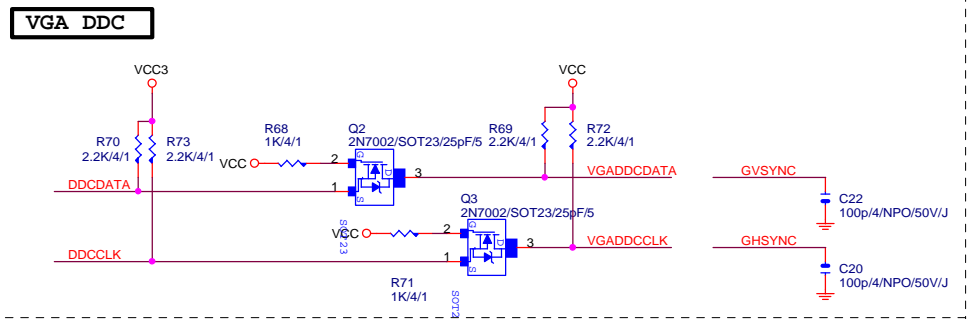 VGA DDC
VCC3
VCC
R70
2.2K/4/1
R73
2.2K/4/1
R68
1K/4/1
Q2
2N7002/SOT23/25pF/5
R69
2.2K/4/1
R72
2.2K/4/1
VCC
2
G
D
S
3
1
DDCDATA
VGADDCDATA
GVSYNC
C22
100p/4/NPO/50V/J
SOT23
Q3
2N7002/SOT23/25pF/5
VCC
2
G
D
S
3
1
DDCCLK
VGADDCCLK
GHSYNC
C20
100p/4/NPO/50V/J
R71
1K/4/1
SOT2